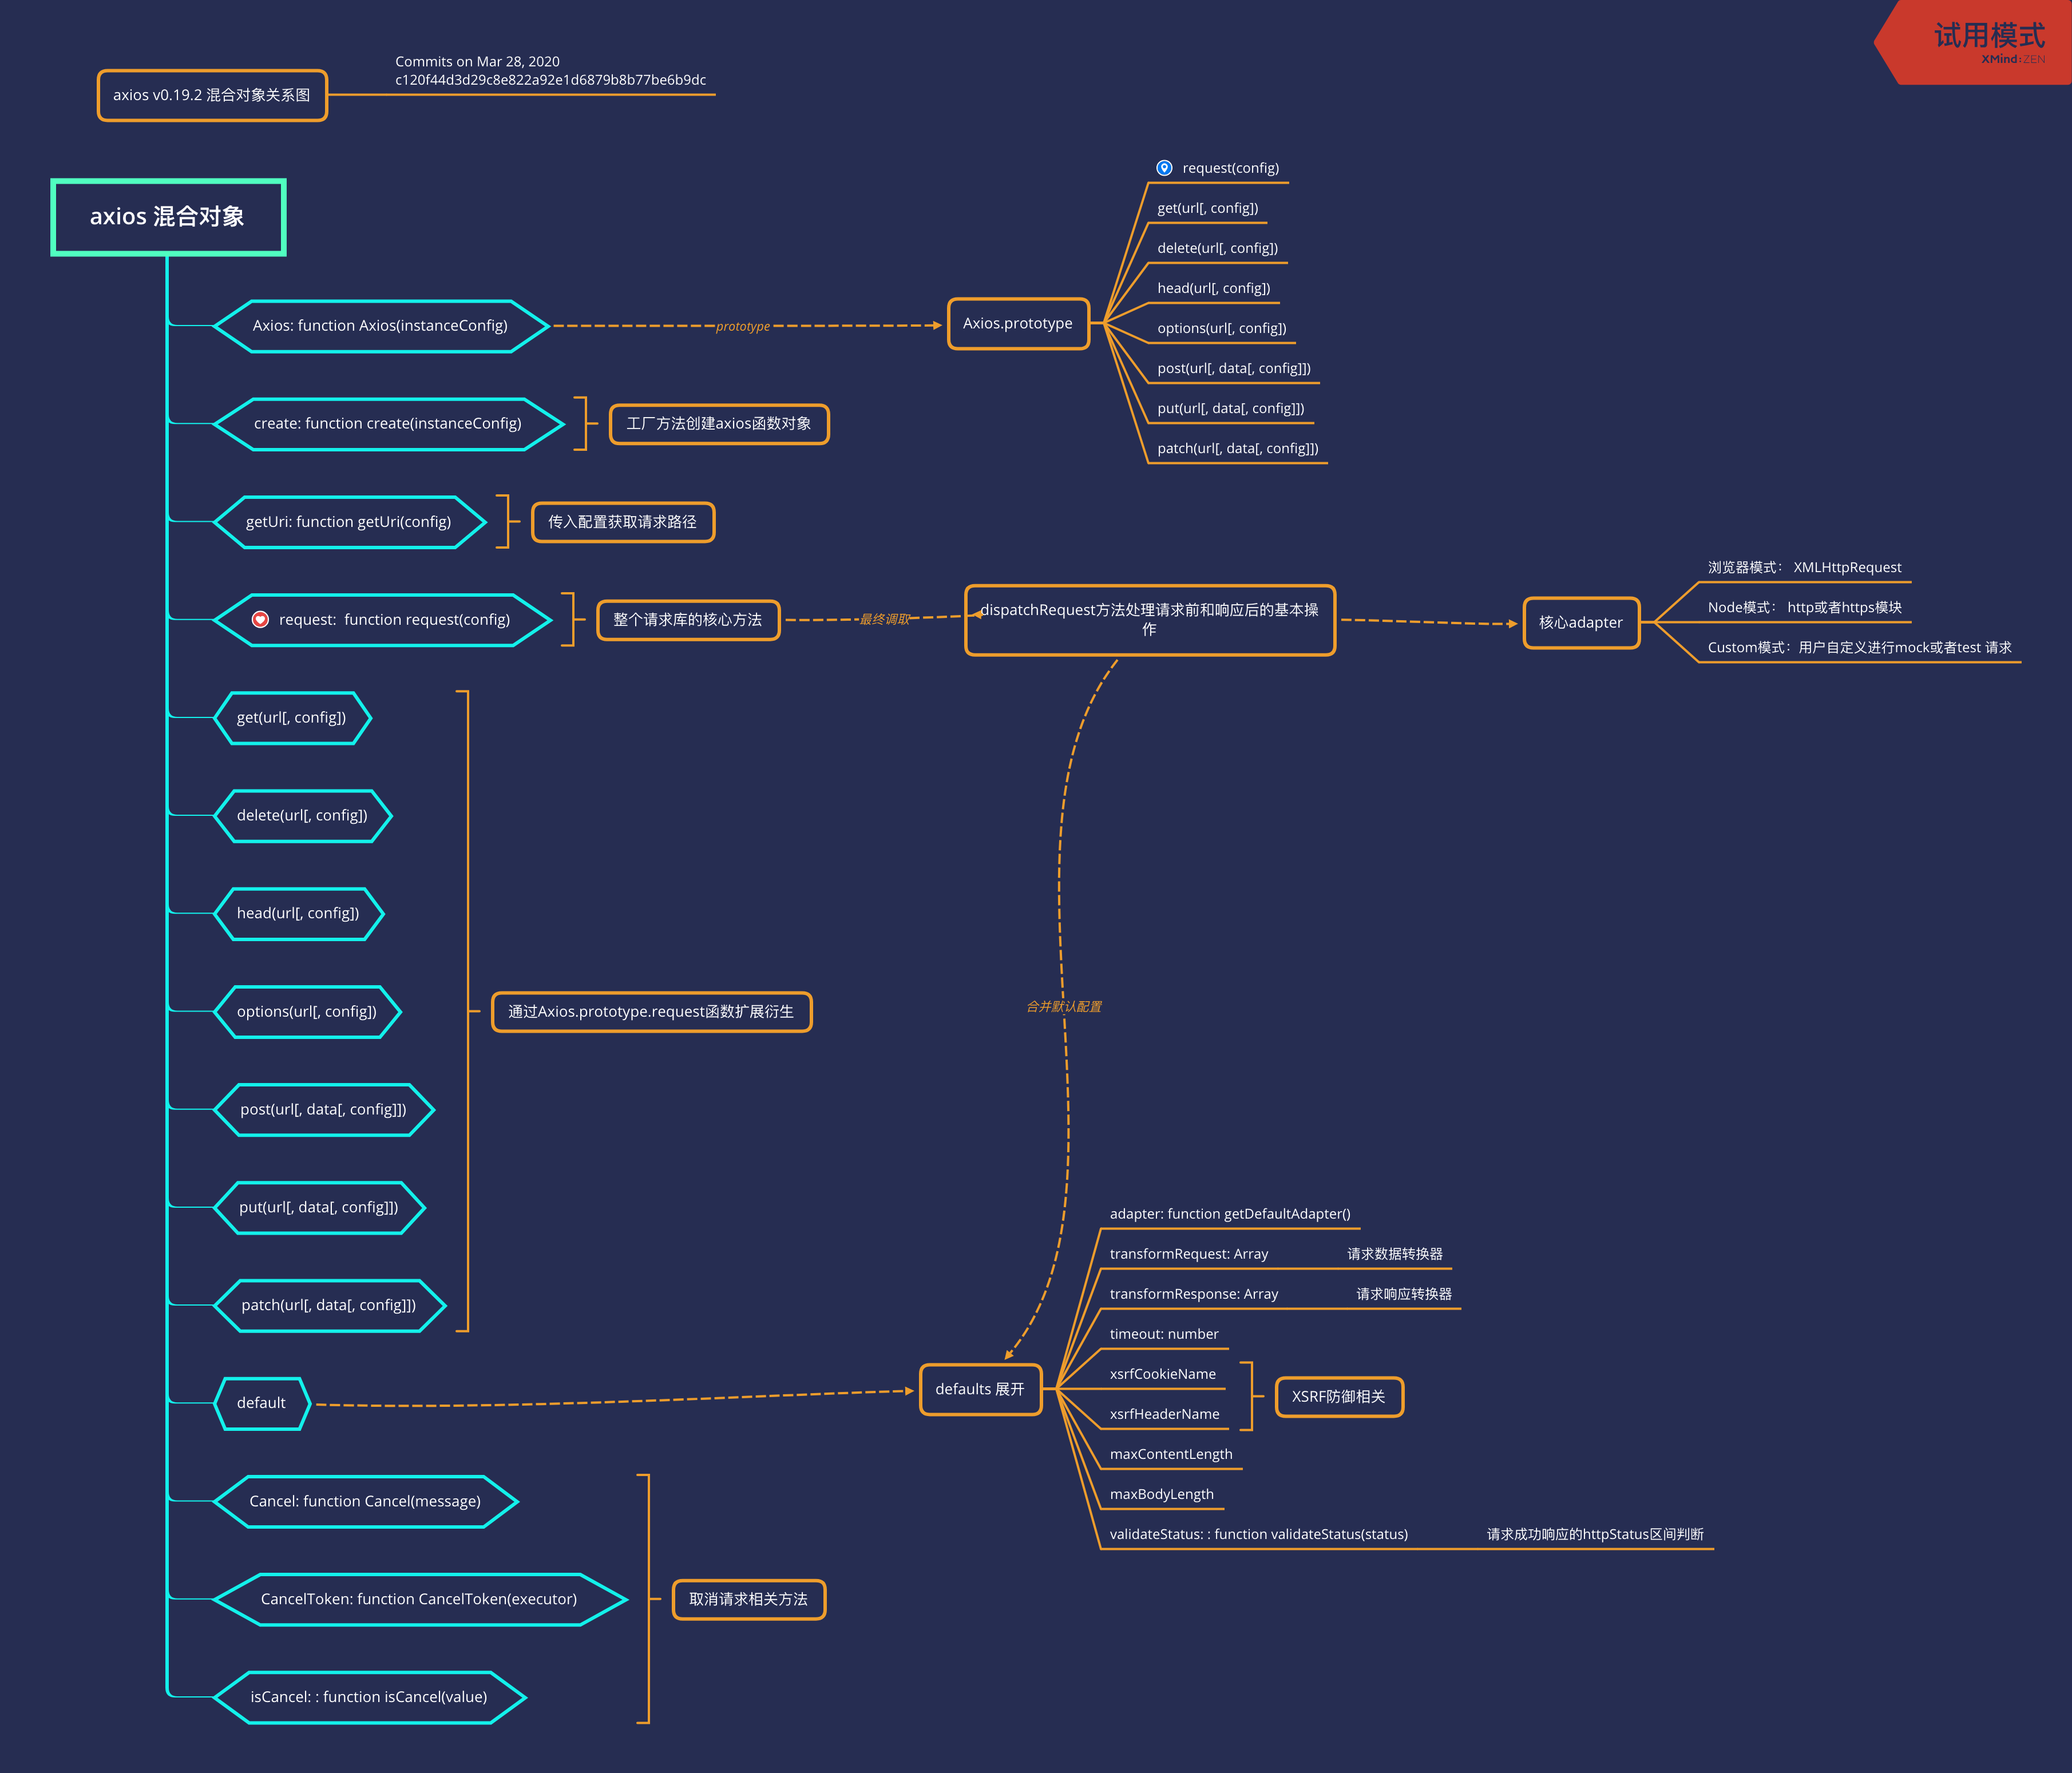 试用模式
XMind:ZEN
Commits on Mar 28, 2020
c120f44d3d29c8e822a92e1d6879b8b77be6b9dc
axios v0.19.2 混合对象关系图
axios 混合对象
request(config)
get(url[, config])
delete(url[, config])
head(url[, config])
options(url[, config])
post(url[, data[, config]])
put(url[, data[, config]])
patch(url[, data[, config]])
Axios: function Axios(instanceConfig)
prototype
Axios.prototype
create: function create(instanceConfig)
工厂方法创建axios函数对象
getUri: function getUri(config)
传入配置获取请求路径
request: function request(config)
整个请求库的核心方法
最终调取
dispatchRequest方法处理请求前和响应后的基本操
作
核心adapter
浏览器模式： XMLHttpRequest
Node模式： http或者https模块
Custom模式：用户自定义进行mock或者test 请求
get(url[, config])
delete(url[, config])
head(url[, config])
options(url[, config])
post(url[, data[, config]])
put(url[, data[, config]])
patch(url[, data[, config]])
通过Axios.prototype.request函数扩展衍生
合并默认配置
default
defaults 展开
adapter: function getDefaultAdapter()
transformRequest: Array 请求数据转换器
transformResponse: Array 请求响应转换器
timeout: number
xsrfCookieName
xsrfHeaderName
XSRF防御相关
maxContentLength
maxBodyLength
validateStatus: : function validateStatus(status) 请求成功响应的httpStatus区间判断
Cancel: function Cancel(message)
CancelToken: function CancelToken(executor)
isCancel: : function isCancel(value)
取消请求相关方法